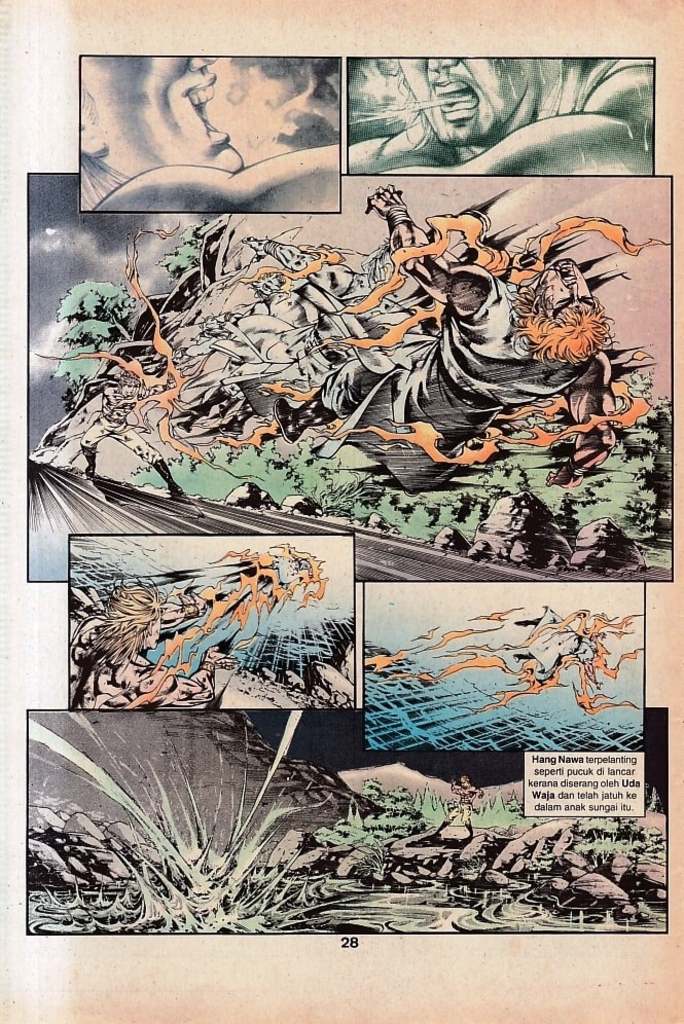 Hang Nawa terpelanting
seperti pucuk di lancar
kerana diserang oleh Uda
Waja dan telah jatuh ke
dalam anak sungai itu.
28